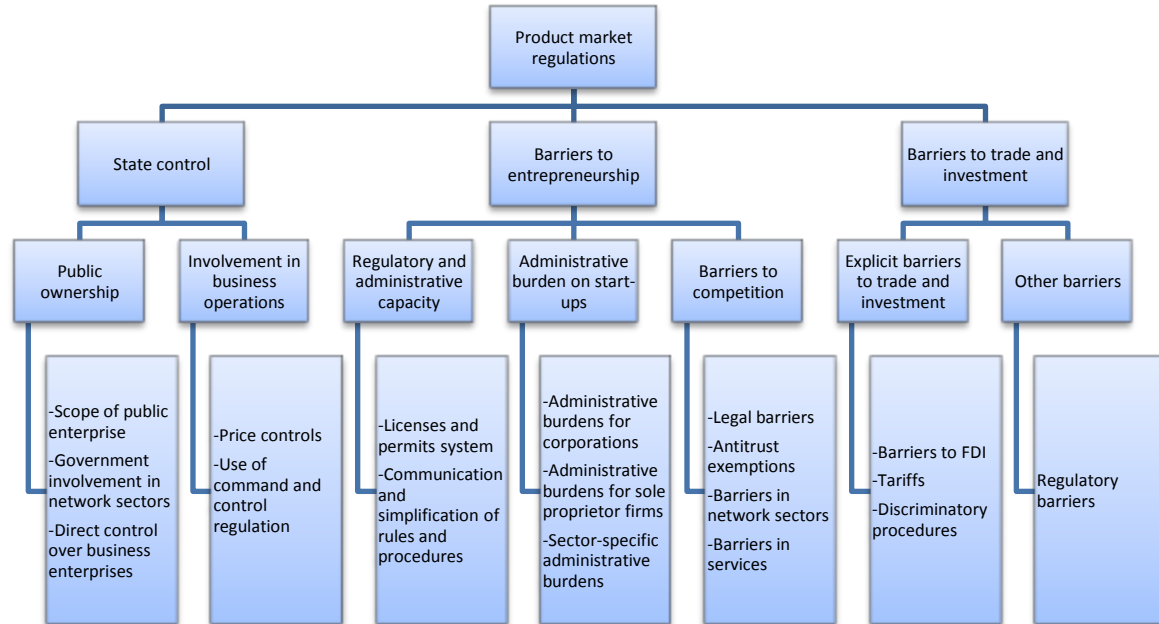 Product market
regulations
State control
Barriers to
entrepreneurship
Barriers to trade and
investment
Public
ownership
Involvement in
business
operations
Regulatory and
administrative
capacity
Administrative
burden on start-
ups
Barriers to
competition
Explicit barriers
to trade and
investment
Other barriers
-Scope of public
enterprise
-Government
involvement in
network sectors
-Direct control
over business
enterprises
-Price controls
-Use of
command and
control
regulation
-Licenses and
permits system
-Communication
and
simplification of
rules and
procedures
-Administrative
burdens for
corporations
-Administrative
burdens for sole
proprietor firms
-Sector-specific
administrative
burdens
-Legal barriers
-Antitrust
exemptions
-Barriers in
network sectors
-Barriers in
services
-Barriers to FDI
-Tariffs
-Discriminatory
procedures
Regulatory
barriers